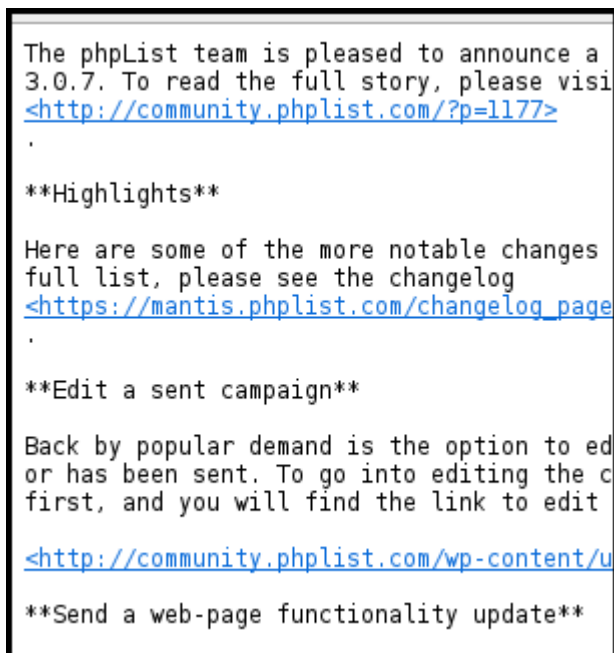 The phpList team is pleased to announce a
3.0.7. To read the full story, please visi
<http://community.phplist.com/?p=1177>
.
**Highlights**
Here are some of the more notable changes
full list, please see the changelog
<https://mantis.phplist.com/changelog_page
.
**Edit a sent campaign**
Back by popular demand is the option to ed
or has been sent. To go into editing the c
first, and you will find the link to edit
<http://community.phplist.com/wp-content/u
**Send a web-page functionality update**